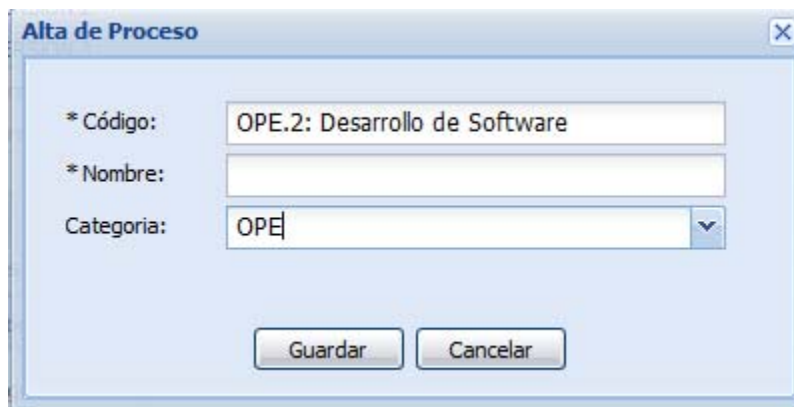 Alta de Proceso
* Código: OPE.2: Desarrollo de Software
* Nombre:
Categoria: OPE
Guardar Cancelar